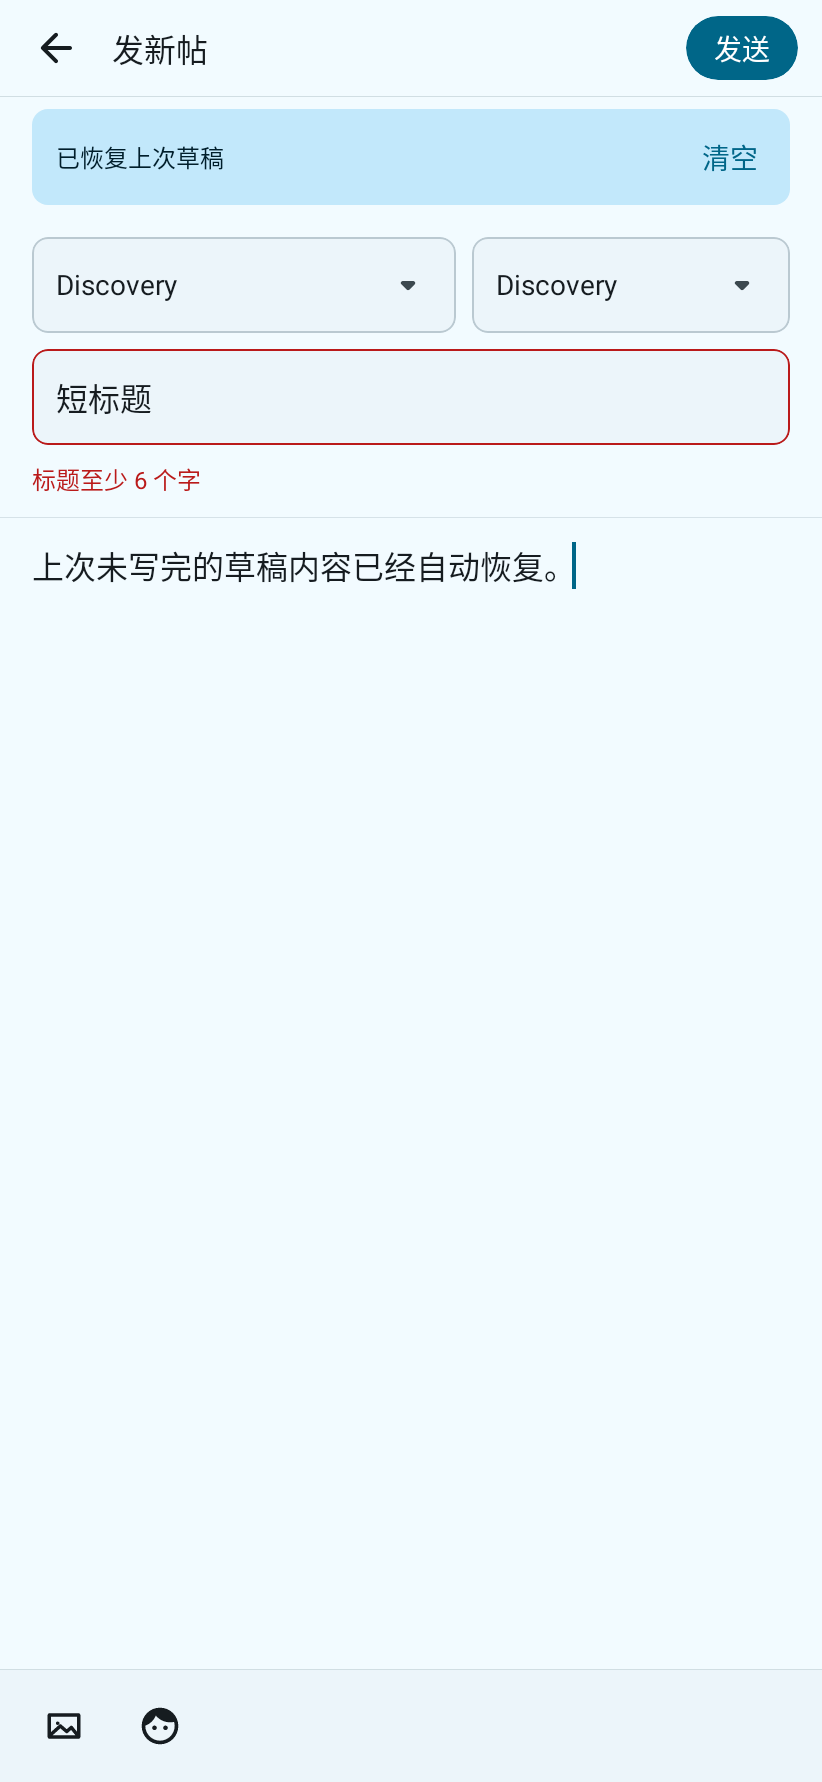 发新帖
发送
已恢复上次草稿
清空
Discovery
Discovery
短标题
标题至少 6 个字
上次未写完的草稿内容已经自动恢复。